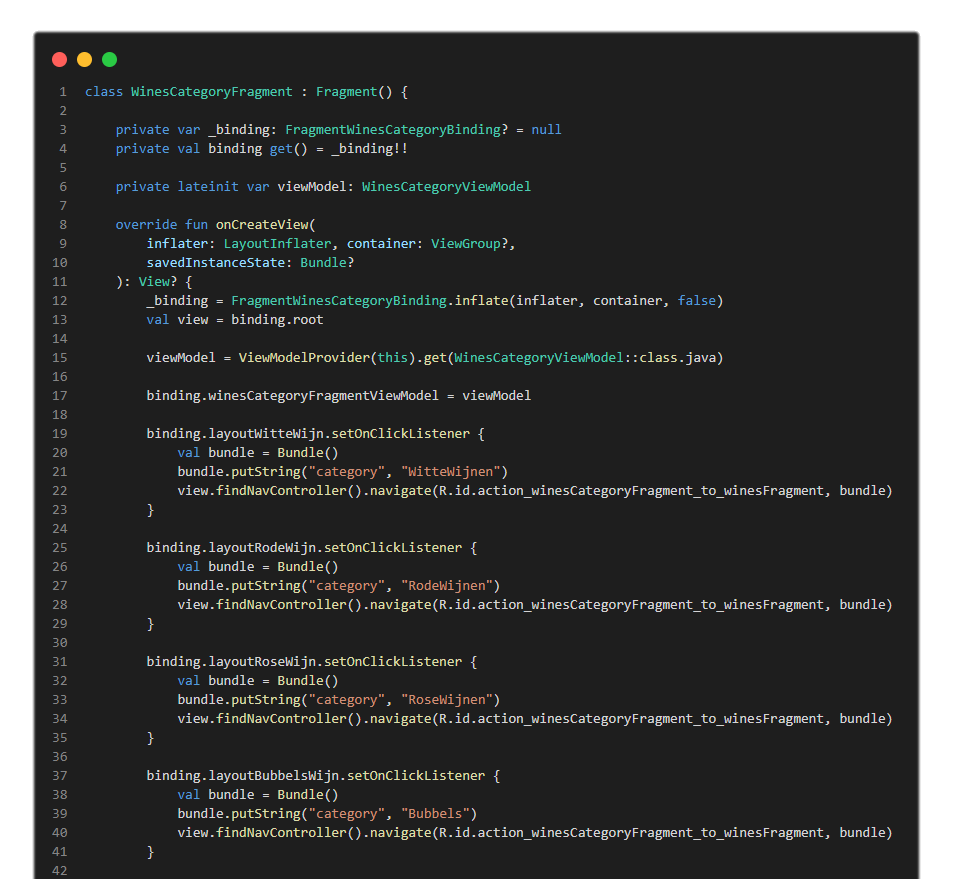 1 class WinesCategoryFragment : Fragment() {
2
3     private var _binding: FragmentWinesCategoryBinding? = null
4     private val binding get() = _binding!!
5
6     private lateinit var viewModel: WinesCategoryViewModel
7
8     override fun onCreateView(
9         inflater: LayoutInflater, container: ViewGroup?,
10         savedInstanceState: Bundle?
11     ): View? {
12         _binding = FragmentWinesCategoryBinding.inflate(inflater, container, false)
13         val view = binding.root
14
15         viewModel = ViewModelProvider(this).get(WinesCategoryViewModel::class.java)
16
17         binding.winesCategoryFragmentViewModel = viewModel
18
19         binding.layoutWitteWijn.setOnClickListener {
20             val bundle = Bundle()
21             bundle.putString("category", "WitteWijnen")
22             view.findNavController().navigate(R.id.action_winesCategoryFragment_to_winesFragment, bundle)
23         }
24
25         binding.layoutRodeWijn.setOnClickListener {
26             val bundle = Bundle()
27             bundle.putString("category", "RodeWijnen")
28             view.findNavController().navigate(R.id.action_winesCategoryFragment_to_winesFragment, bundle)
29         }
30
31         binding.layoutRoseWijn.setOnClickListener {
32             val bundle = Bundle()
33             bundle.putString("category", "RoseWijnen")
34             view.findNavController().navigate(R.id.action_winesCategoryFragment_to_winesFragment, bundle)
35         }
36
37         binding.layoutBubbelsWijn.setOnClickListener {
38             val bundle = Bundle()
39             bundle.putString("category", "Bubbels")
40             view.findNavController().navigate(R.id.action_winesCategoryFragment_to_winesFragment, bundle)
41         }
42